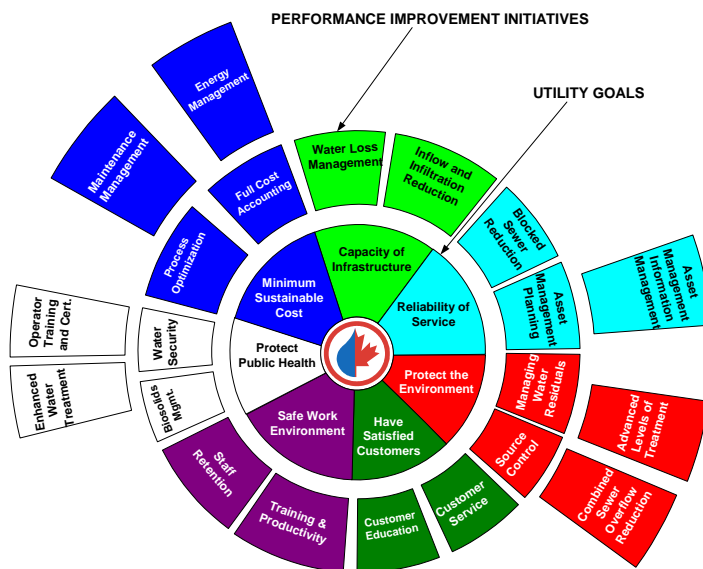 PERFORMANCE IMPROVEMENT INITIATIVES
UTILITY GOALS
Energy
Management
Maintenance
Management
Full Cost
Accounting
Process
Optimization
Water Loss
Management
Inflow and
Infiltration
Reduction
Blocked
Sewer
Reduction
Asset
Management
Planning
Asset
Management
Information
Management
Capacity of
Infrastructure
Minimum
Sustainable
Cost
Reliability of
Service
Protect
Public Health
Protect the
Environment
Safe Work
Environment
Have
Satisfied
Customers
Operator
Training
and Cert.
Water
Security
Enhanced
Water
Treatment
Biosolids
Mgmt.
Managing
Water
Residuals
Source
Control
Advanced
Levels of
Treatment
Combined
Sewer
Overflow
Reduction
Staff
Retention
Training &
Productivity
Customer
Education
Customer
Service